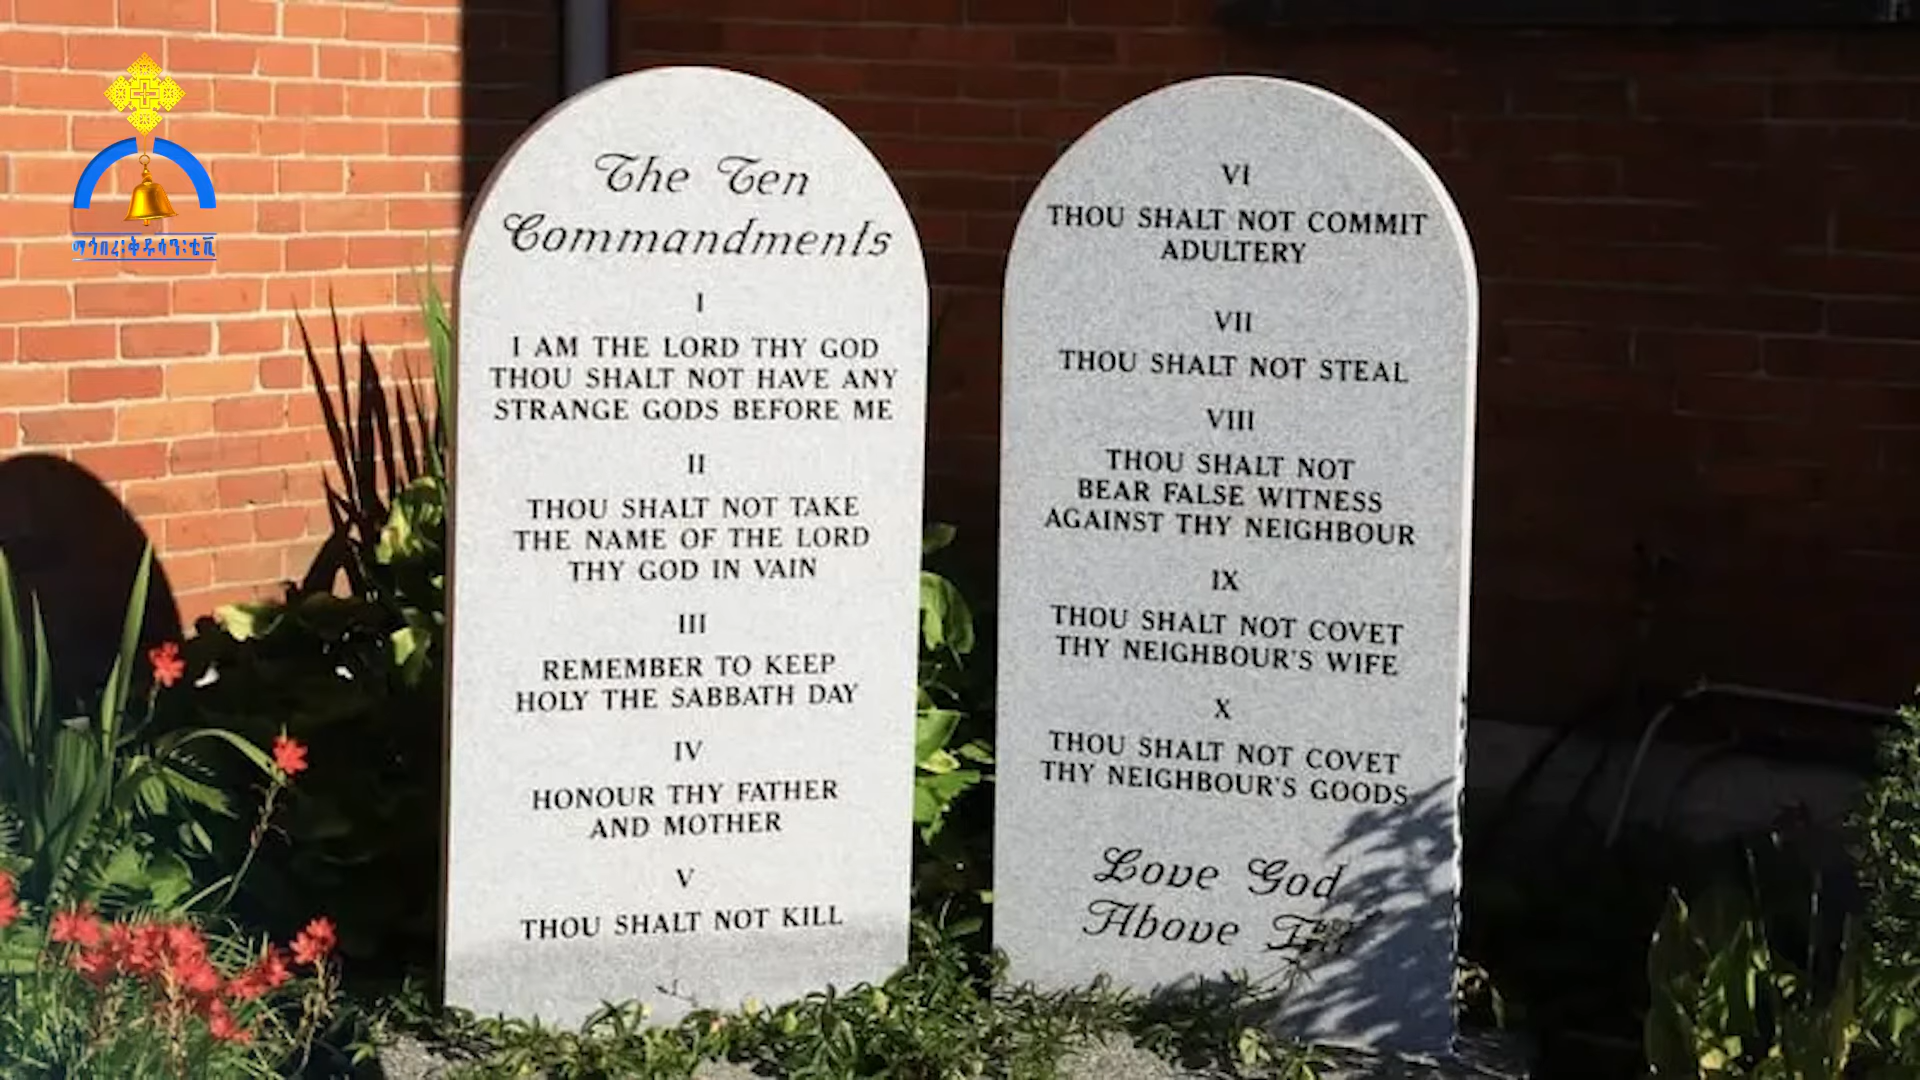 ማኅበረ፡ቅዱሳን፡ቲቪ
The Ten
Commandments
I
I AM THE LORD THY GOD
THOU SHALT NOT HAVE ANY
STRANGE GODS BEFORE ME
II
THOU SHALT NOT TAKE
THE NAME OF THE LORD
THY GOD IN VAIN
III
REMEMBER TO KEEP
HOLY THE SABBATH DAY
IV
HONOUR THY FATHER
AND MOTHER
V
THOU SHALT NOT KILL
VI
THOU SHALT NOT COMMIT
ADULTERY
VII
THOU SHALT NOT STEAL
VIII
THOU SHALT NOT
BEAR FALSE WITNESS
AGAINST THY NEIGHBOUR
IX
THOU SHALT NOT COVET
THY NEIGHBOUR'S WIFE
X
THOU SHALT NOT COVET
THY NEIGHBOUR'S GOODS
Love God
Above